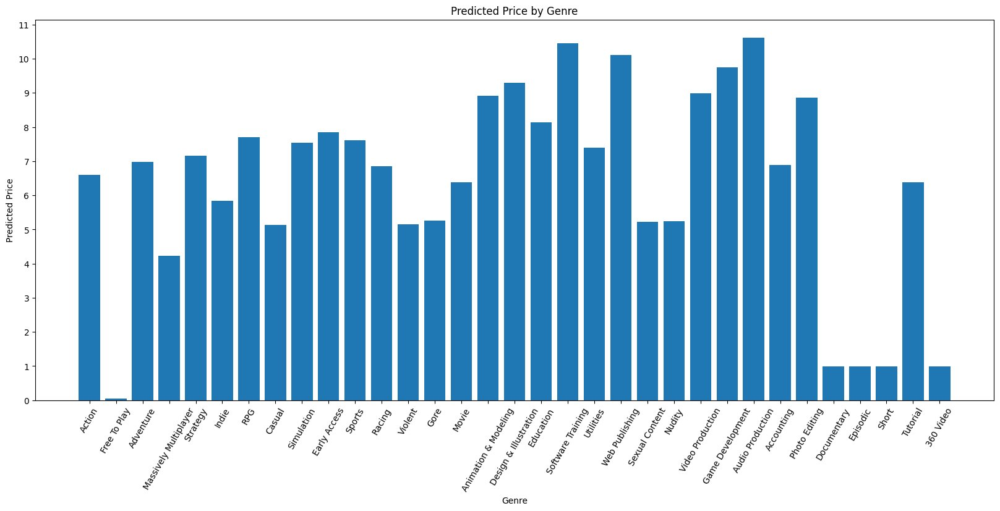 Predicted Price by Genre
Predicted Price
11
10
9
8
7
6
5
4
3
2
1
0
Action
Free To Play
Adventure
Massively Multiplayer
Strategy
Indie
RPG
Casual
Simulation
Early Access
Sports
Racing
Violent
Gore
Movie
Animation & Modeling
Design & Illustration
Education
Software Training
Utilities
Web Publishing
Sexual Content
Nudity
Video Production
Game Development
Audio Production
Accounting
Photo Editing
Documentary
Episodic
Short
Tutorial
360 Video
Genre